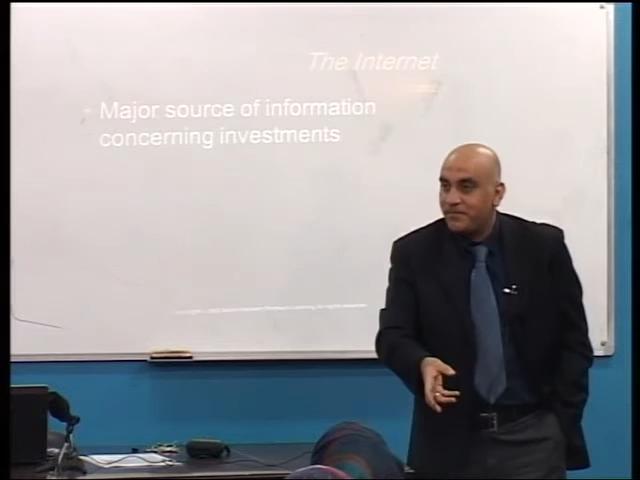 The Internet
Major source of information
concerning investments